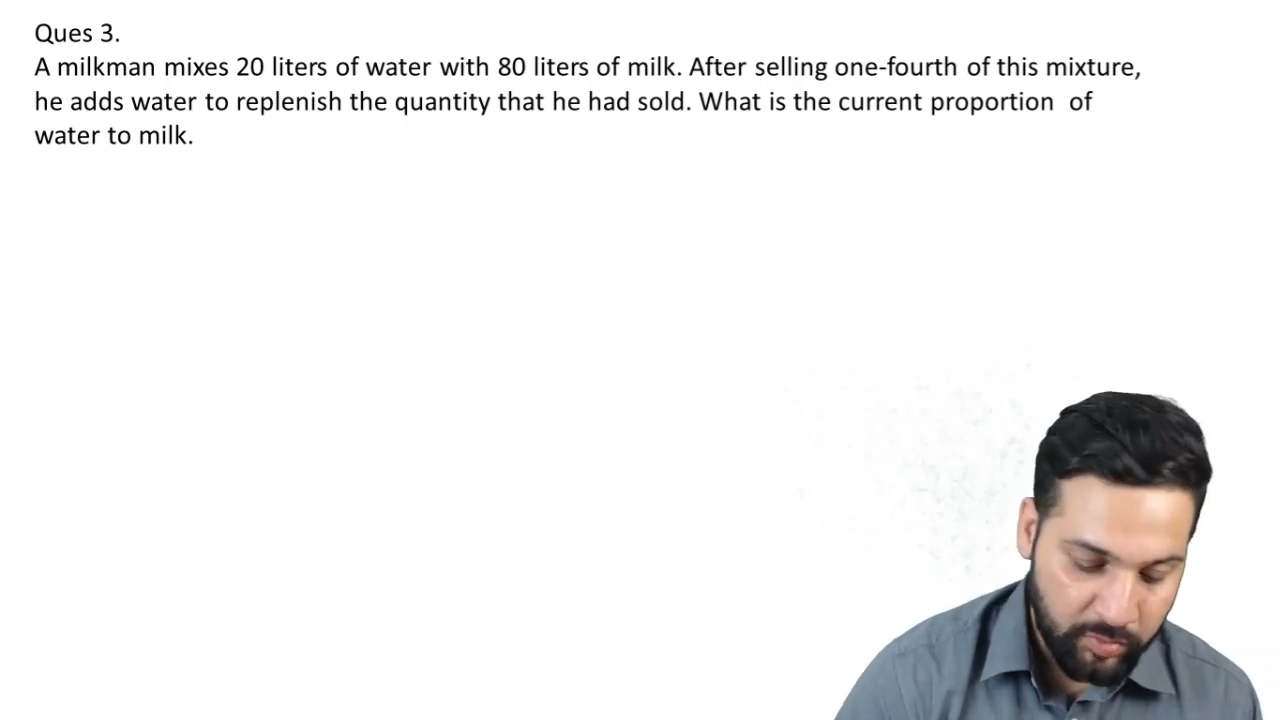 Ques 3.
A milkman mixes 20 liters of water with 80 liters of milk. After selling one-fourth of this mixture,
he adds water to replenish the quantity that he had sold. What is the current proportion  of
water to milk.